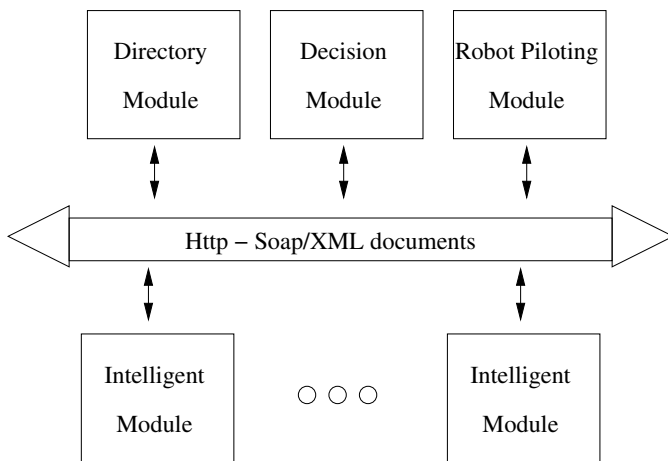 Directory
Module
Decision
Module
Robot Piloting
Module
Http – Soap/XML documents
Intelligent
Module
Intelligent
Module